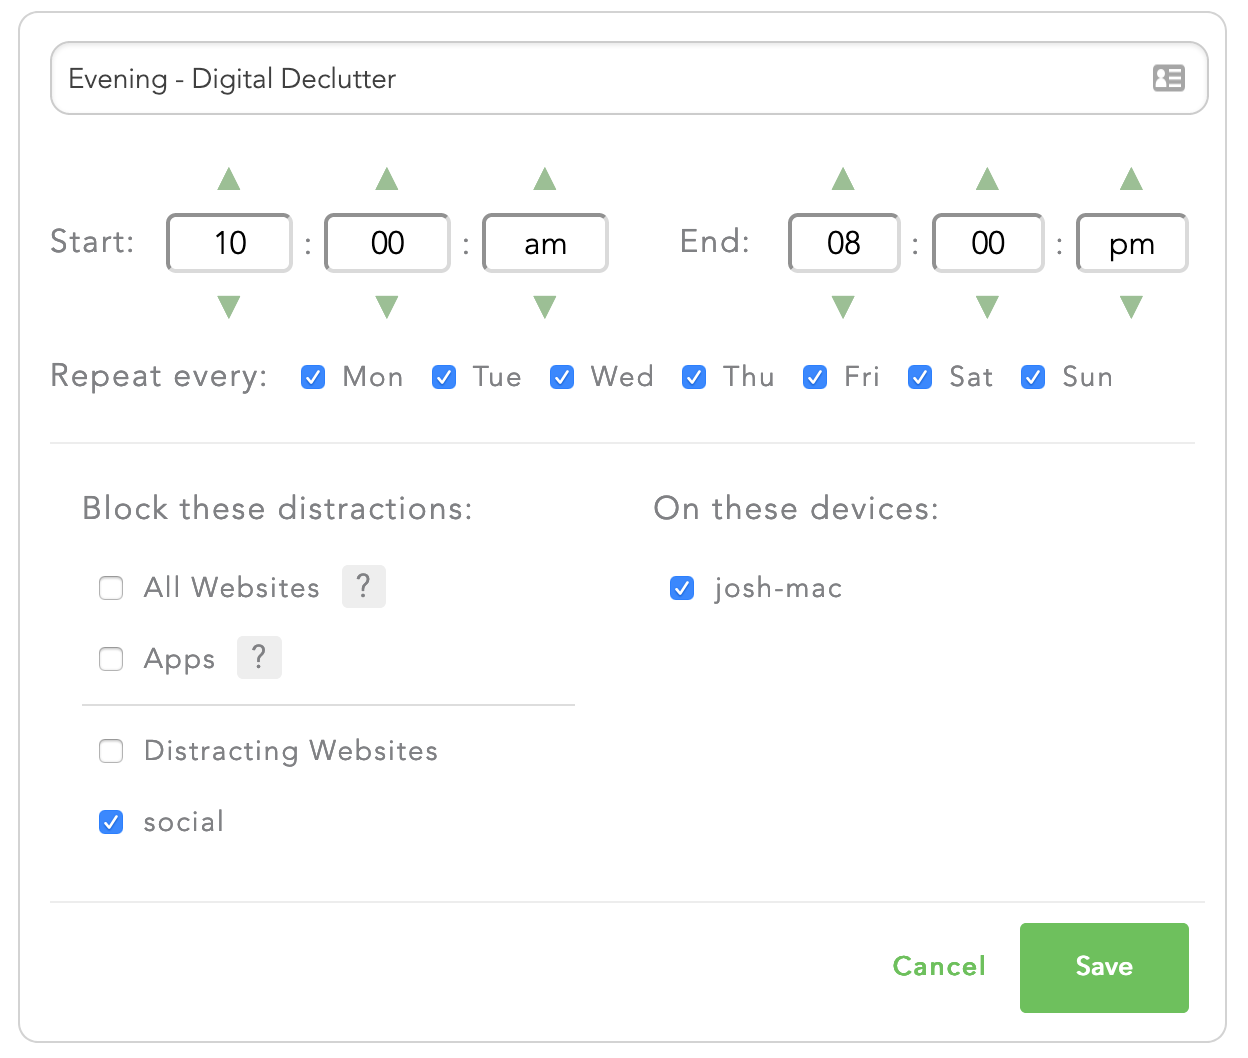 Evening - Digital Declutter
Start: 10 : 00 : am End: 08 : 00 : pm
Repeat every: Mon Tue Wed Thu Fri Sat Sun
Block these distractions: On these devices:
All Websites ? josh-mac
Apps ?
Distracting Websites
social
Cancel Save